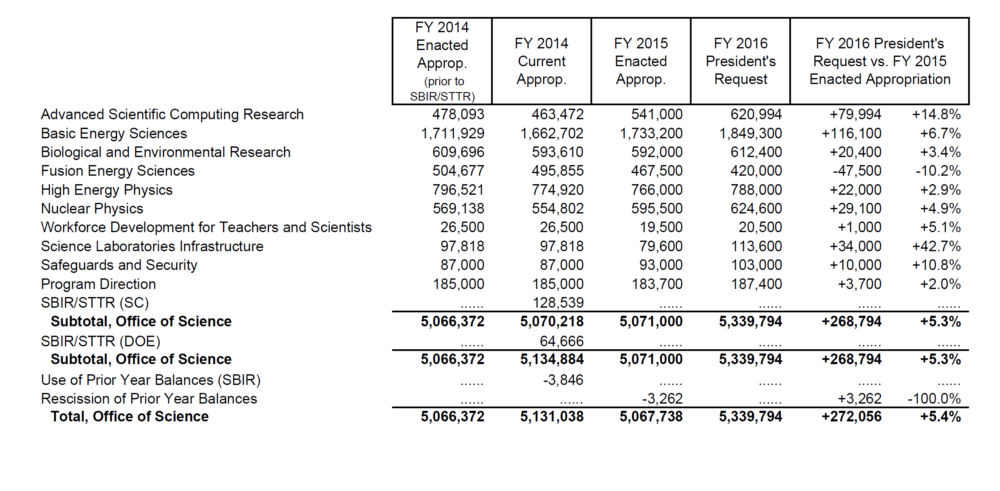 FY 2014
Enacted
Approp.
(prior to
SBIR/STTR)
FY 2014
Current
Approp.
FY 2015
Enacted
Approp.
FY 2016
President's
Request
FY 2016 President's
Request vs. FY 2015
Enacted Appropriation
Advanced Scientific Computing Research 478,093 463,472 541,000 620,994 +79,994 +14.8%
Basic Energy Sciences 1,711,929 1,662,702 1,733,200 1,849,300 +116,100 +6.7%
Biological and Environmental Research 609,696 593,610 592,000 612,400 +20,400 +3.4%
Fusion Energy Sciences 504,677 495,855 467,500 420,000 -47,500 -10.2%
High Energy Physics 796,521 774,920 766,000 788,000 +22,000 +2.9%
Nuclear Physics 569,138 554,802 595,500 624,600 +29,100 +4.9%
Workforce Development for Teachers and Scientists 26,500 26,500 19,500 20,500 +1,000 +5.1%
Science Laboratories Infrastructure 97,818 97,818 79,600 113,600 +34,000 +42.7%
Safeguards and Security 87,000 87,000 93,000 103,000 +10,000 +10.8%
Program Direction 185,000 185,000 183,700 187,400 +3,700 +2.0%
SBIR/STTR (SC) ...... 128,539 ...... ...... ...... ......
Subtotal, Office of Science 5,066,372 5,070,218 5,071,000 5,339,794 +268,794 +5.3%
SBIR/STTR (DOE) ...... 64,666 ...... ...... ...... ......
Subtotal, Office of Science 5,066,372 5,134,884 5,071,000 5,339,794 +268,794 +5.3%
Use of Prior Year Balances (SBIR) ...... -3,846 ...... ...... ...... ......
Rescission of Prior Year Balances ...... ...... -3,262 ...... +3,262 -100.0%
Total, Office of Science 5,066,372 5,131,038 5,067,738 5,339,794 +272,056 +5.4%